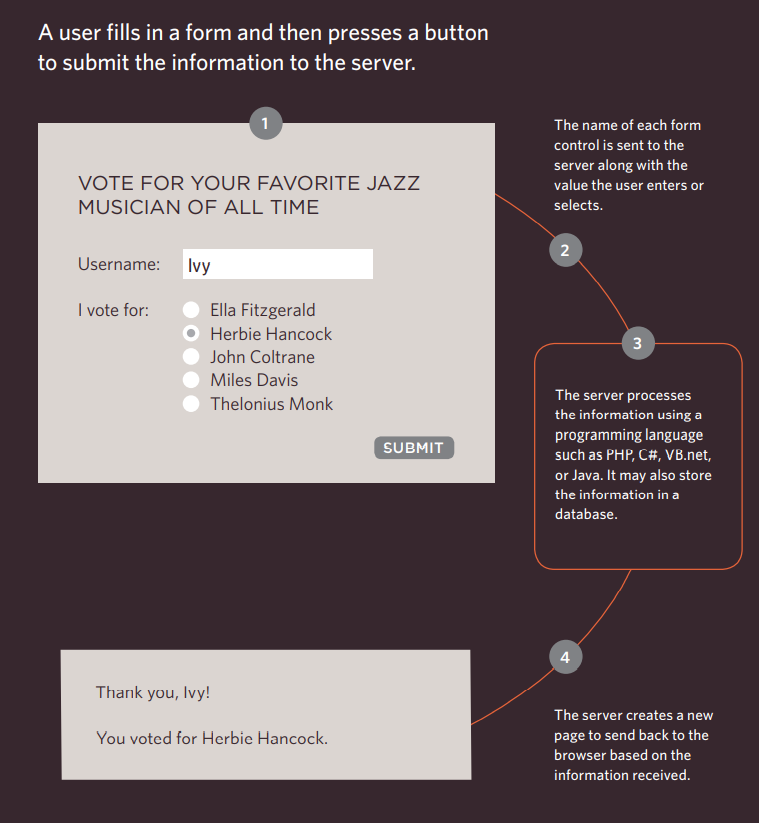 A user fills in a form and then presses a button
to submit the information to the server.
1
VOTE FOR YOUR FAVORITE JAZZ
MUSICIAN OF ALL TIME
Username: Ivy
I vote for: Ella Fitzgerald
Herbie Hancock
John Coltrane
Miles Davis
Thelonius Monk
SUBMIT
The name of each form
control is sent to the
server along with the
value the user enters or
selects.
2
3
The server processes
the information using a
programming language
such as PHP, C#, VB.net,
or Java. It may also store
the information in a
database.
4
The server creates a new
page to send back to the
browser based on the
information received.
Thank you, Ivy!
You voted for Herbie Hancock.